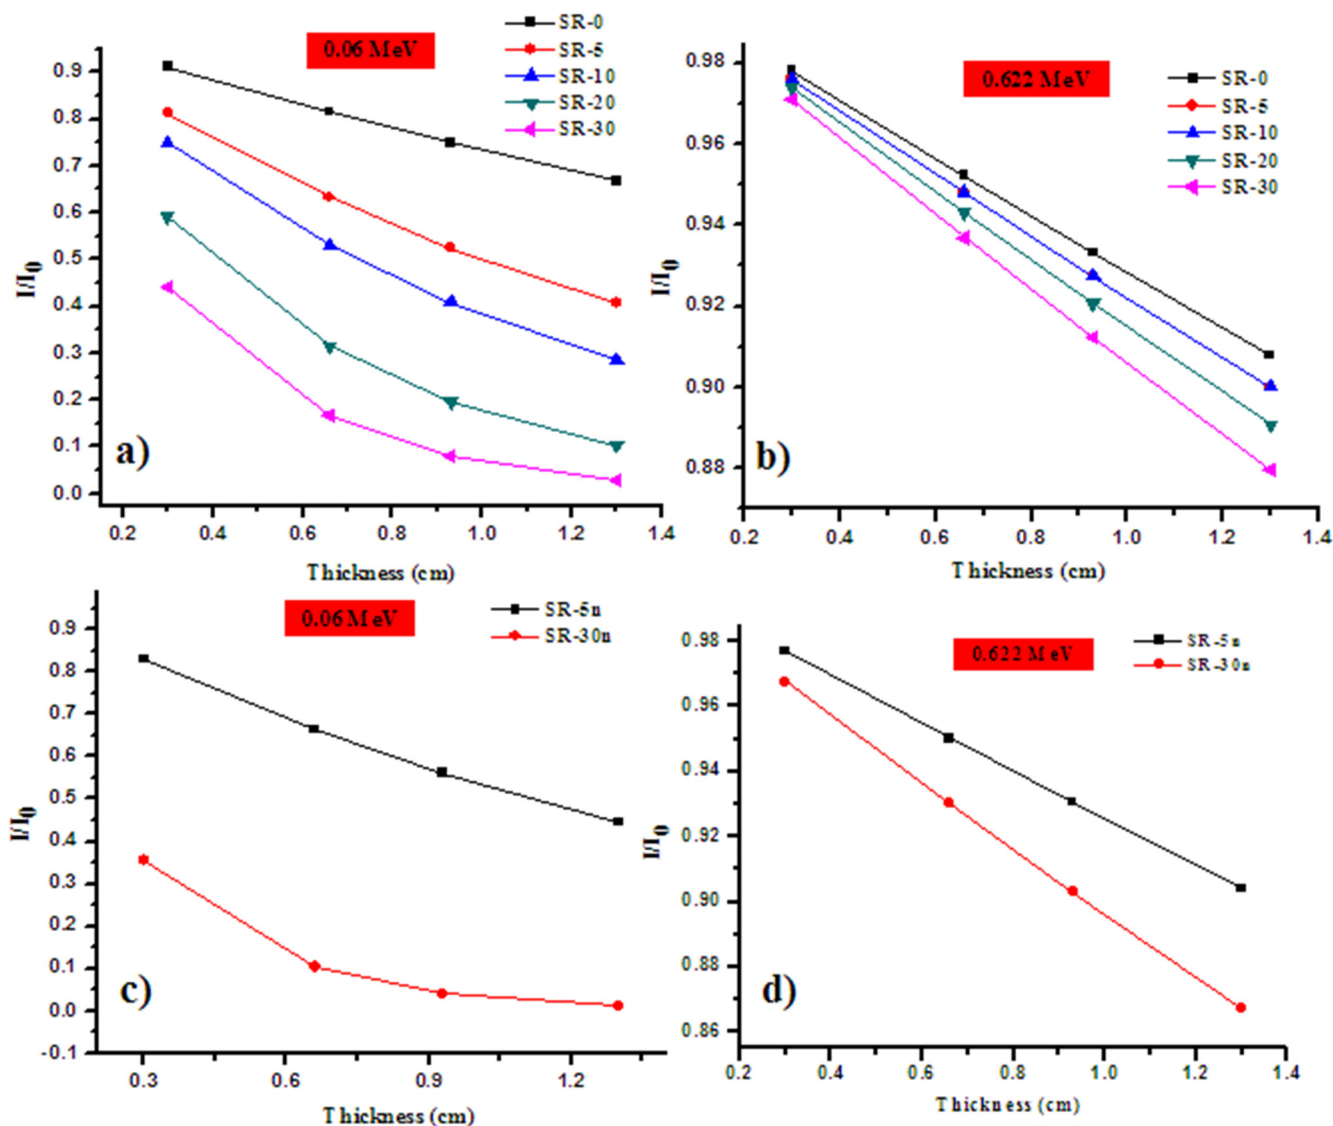 0.06 MeV
SR-0
SR-5
SR-10
SR-20
SR-30
0.9
0.8
0.7
0.6
0.5
0.4
0.3
0.2
0.1
0.0
I/I0
a)
0.2 0.4 0.6 0.8 1.0 1.2 1.4
Thickness (cm)
0.622 MeV
SR-0
SR-5
SR-10
SR-20
SR-30
0.98
0.96
0.94
0.92
0.90
0.88
I/I0
b)
0.2 0.4 0.6 0.8 1.0 1.2 1.4
Thickness (cm)
0.06 MeV
SR-5n
SR-30n
0.9
0.8
0.7
0.6
0.5
0.4
0.3
0.2
0.1
0.0
-0.1
I/I0
c)
0.3 0.6 0.9 1.2
Thickness (cm)
0.622 MeV
SR-5n
SR-30n
0.98
0.96
0.94
0.92
0.90
0.88
0.86
I/I0
d)
0.2 0.4 0.6 0.8 1.0 1.2 1.4
Thickness (cm)